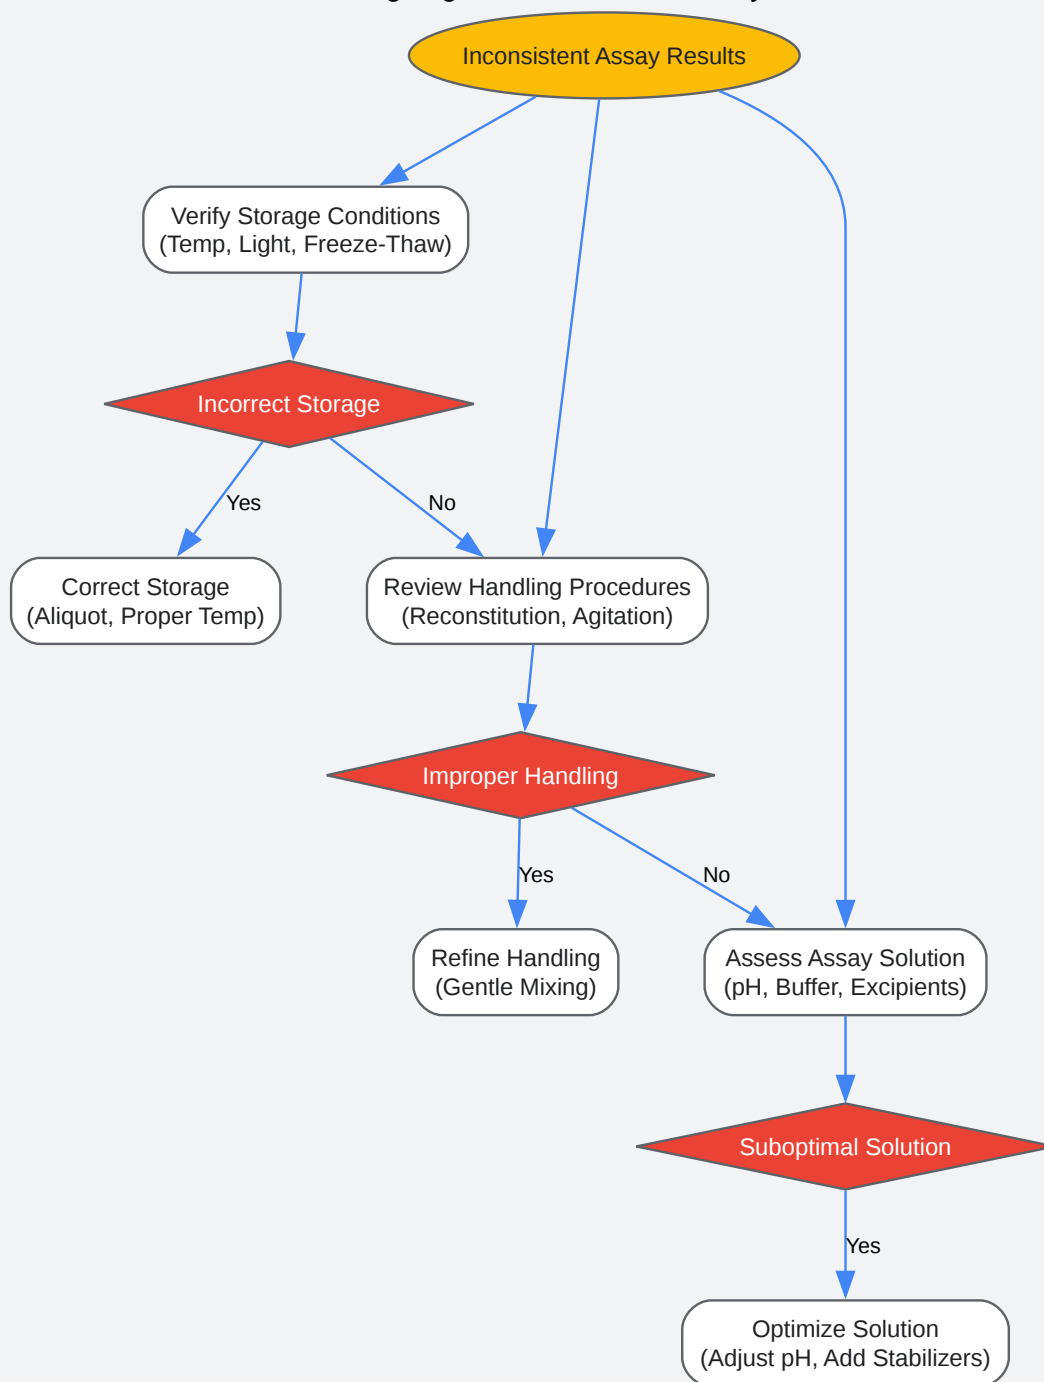 Inconsistent Assay Results
Verify Storage Conditions
(Temp, Light, Freeze-Thaw)
Incorrect Storage
Yes
No
Correct Storage
(Aliquot, Proper Temp)
Review Handling Procedures
(Reconstitution, Agitation)
Improper Handling
Yes
No
Refine Handling
(Gentle Mixing)
Assess Assay Solution
(pH, Buffer, Excipients)
Suboptimal Solution
Yes
Optimize Solution
(Adjust pH, Add Stabilizers)